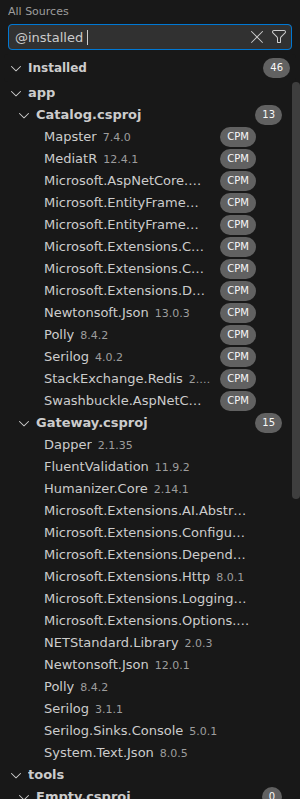 All Sources
@installed
Installed 46
app
Catalog.csproj 13
Mapster 7.4.0 CPM
MediatR 12.4.1 CPM
Microsoft.AspNetCore.... CPM
Microsoft.EntityFrame... CPM
Microsoft.EntityFrame... CPM
Microsoft.Extensions.C... CPM
Microsoft.Extensions.C... CPM
Microsoft.Extensions.D... CPM
Newtonsoft.Json 13.0.3 CPM
Polly 8.4.2 CPM
Serilog 4.0.2 CPM
StackExchange.Redis 2.... CPM
Swashbuckle.AspNetC... CPM
Gateway.csproj 15
Dapper 2.1.35
FluentValidation 11.9.2
Humanizer.Core 2.14.1
Microsoft.Extensions.AI.Abstr...
Microsoft.Extensions.Configu...
Microsoft.Extensions.Depend...
Microsoft.Extensions.Http 8.0.1
Microsoft.Extensions.Logging...
Microsoft.Extensions.Options....
NETStandard.Library 2.0.3
Newtonsoft.Json 12.0.1
Polly 8.4.2
Serilog 3.1.1
Serilog.Sinks.Console 5.0.1
System.Text.Json 8.0.5
tools
Empty.csproj 0